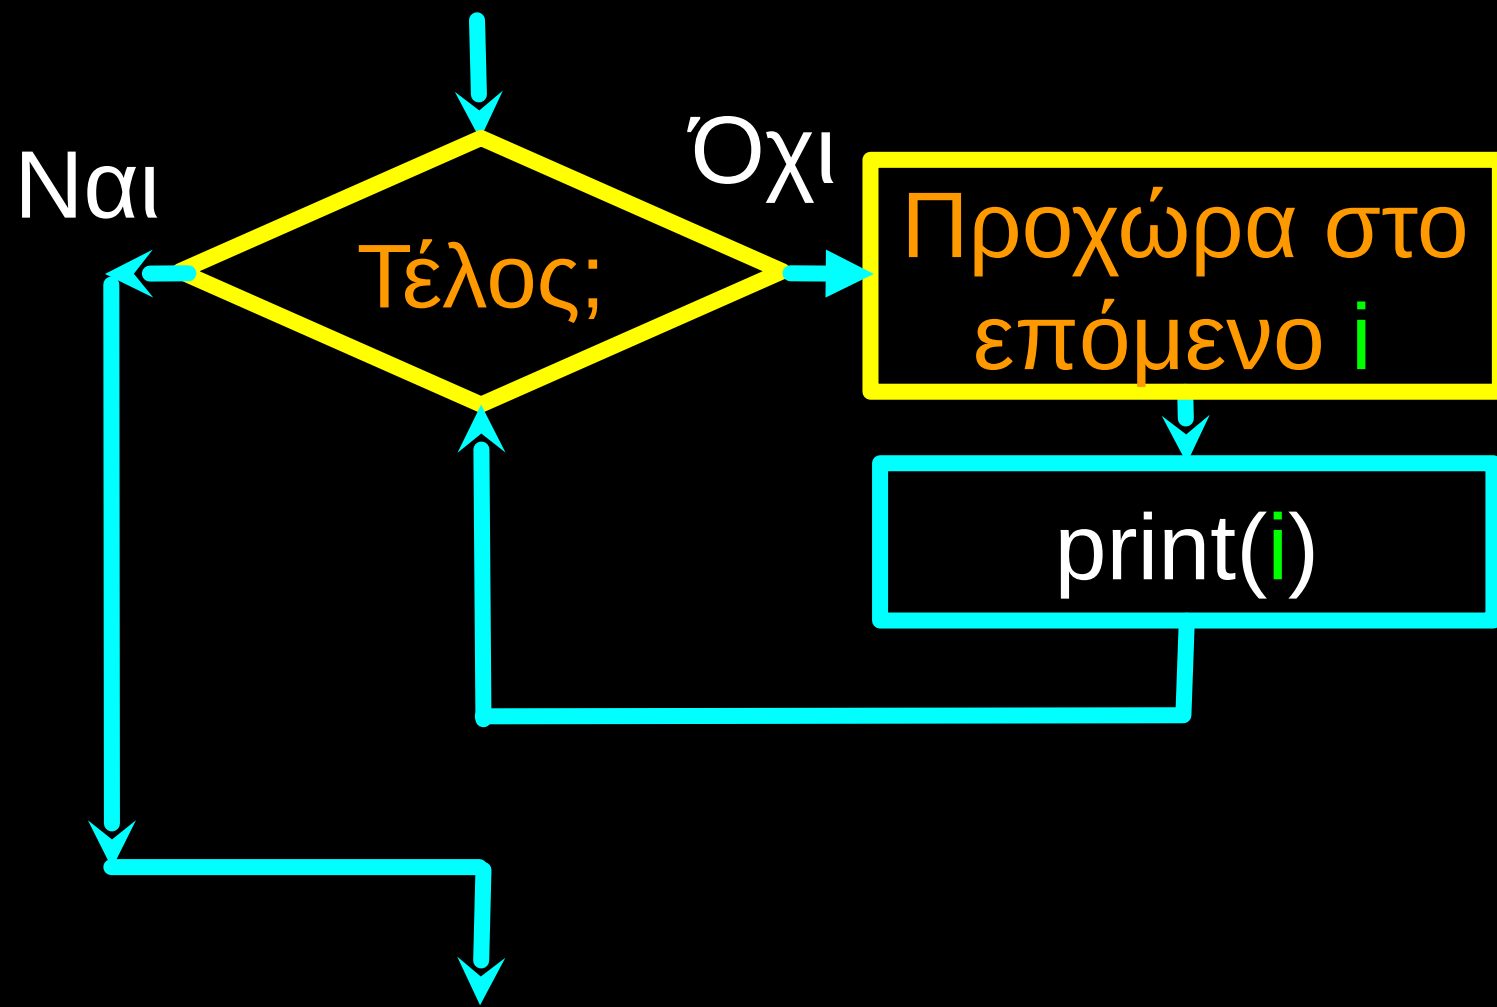 Ναι
Τέλος;
Όχι
Προχώρα στο
επόμενο i
print(i)